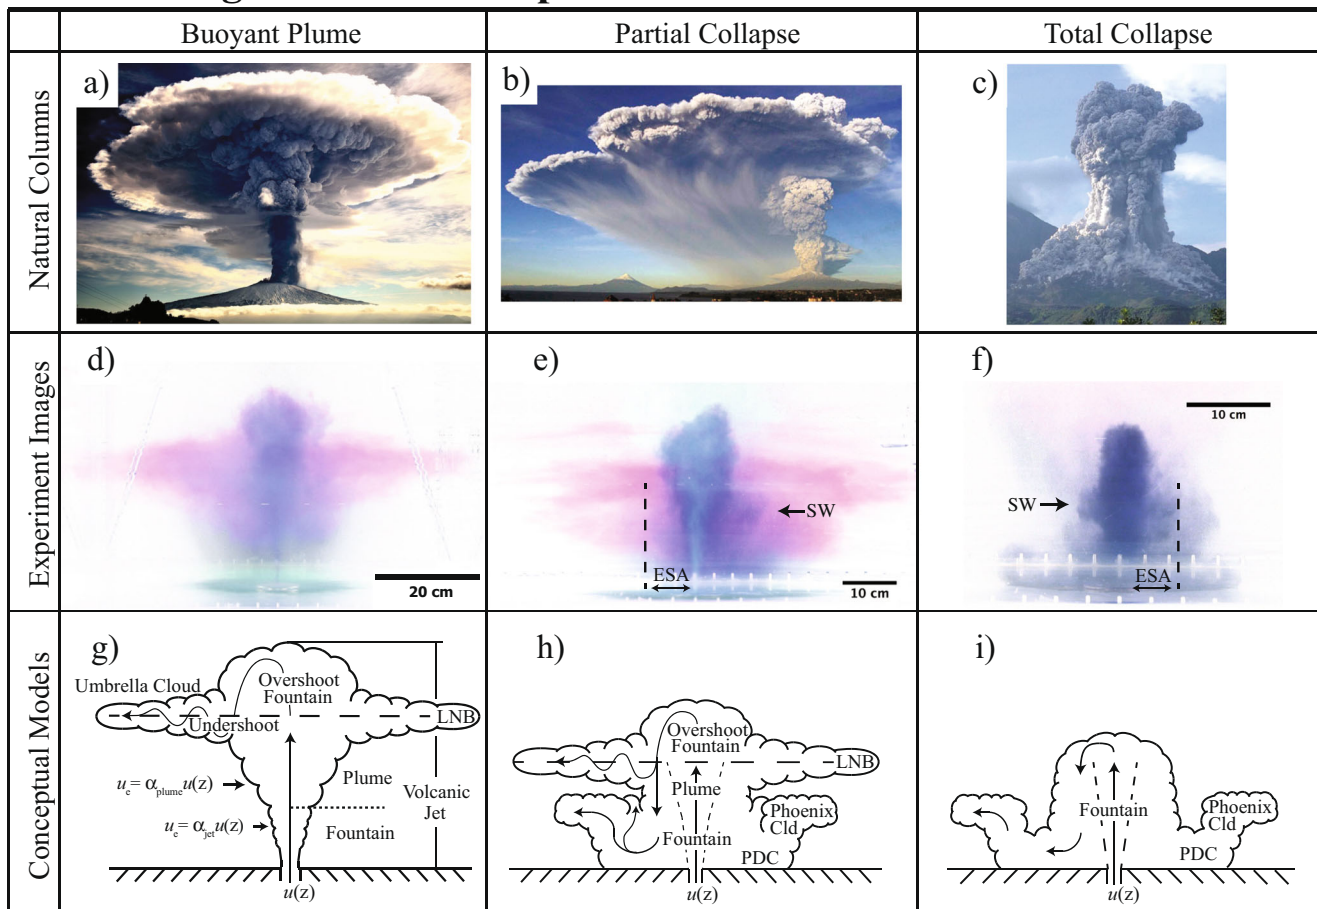 Buoyant Plume
Partial Collapse
Total Collapse
Natural Columns
a)
b)
c)
Experiment Images
d)
20 cm
e)
SW
ESA
10 cm
f)
10 cm
SW
ESA
Conceptual Models
g)
Umbrella Cloud
Overshoot
Fountain
Undershoot
LNB
uₑ= α_plume u(z)
Plume
Volcanic
Jet
uₑ= α_jet u(z)
Fountain
u(z)
h)
Overshoot
Fountain
LNB
Plume
Phoenix
Cld
Fountain
PDC
u(z)
i)
Fountain
Phoenix
Cld
PDC
u(z)